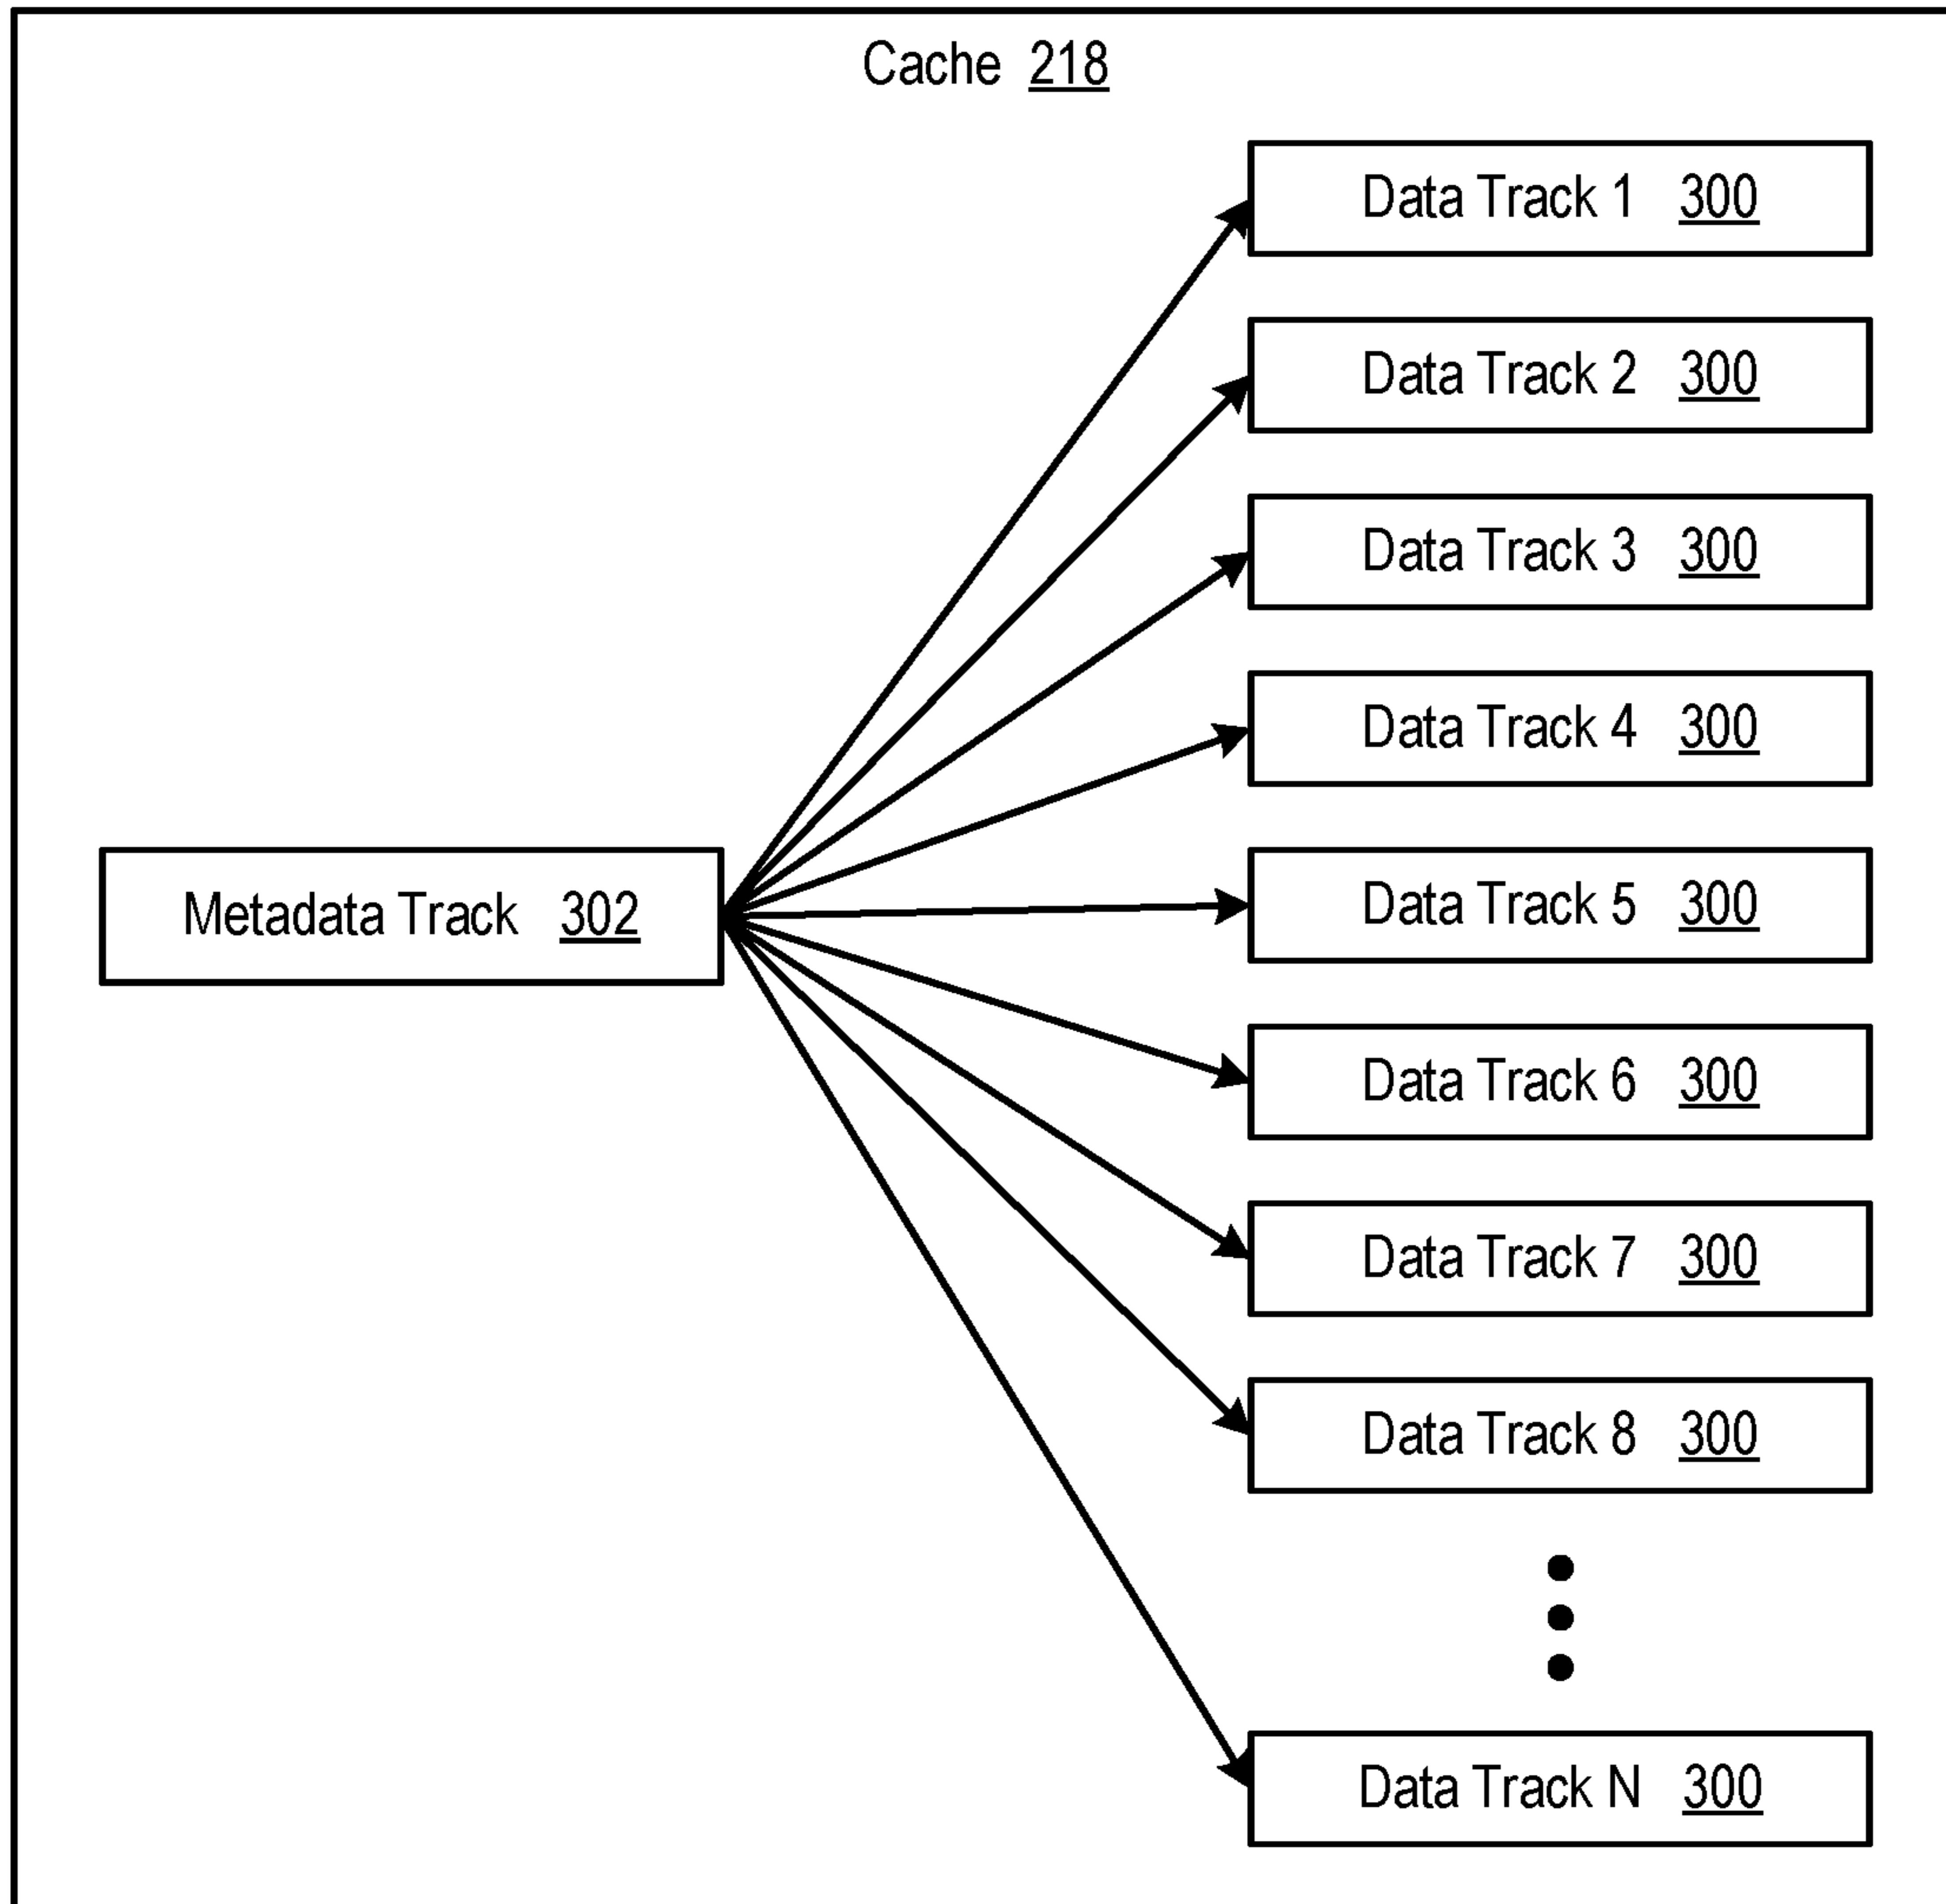 Cache 218
Data Track 1 300
Data Track 2 300
Data Track 3 300
Data Track 4 300
Metadata Track 302
Data Track 5 300
Data Track 6 300
Data Track 7 300
Data Track 8 300
Data Track N 300